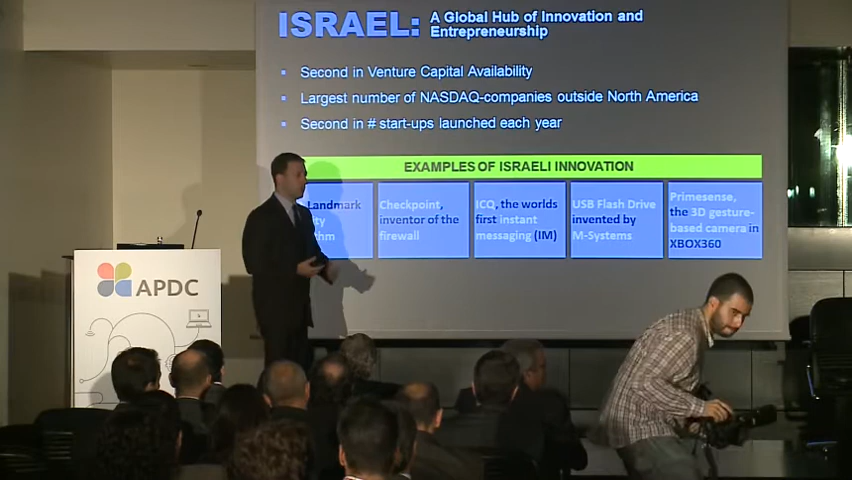 ISRAEL: A Global Hub of Innovation and
Entrepreneurship
▪ Second in Venture Capital Availability
▪ Largest number of NASDAQ-companies outside North America
▪ Second in # start-ups launched each year
EXAMPLES OF ISRAELI INNOVATION
Landmark
Checkpoint,
inventor of the
firewall
ICQ, the worlds
first instant
messaging (IM)
USB Flash Drive
invented by
M-Systems
Primesense,
the 3D gesture-
based camera in
XBOX360
APDC